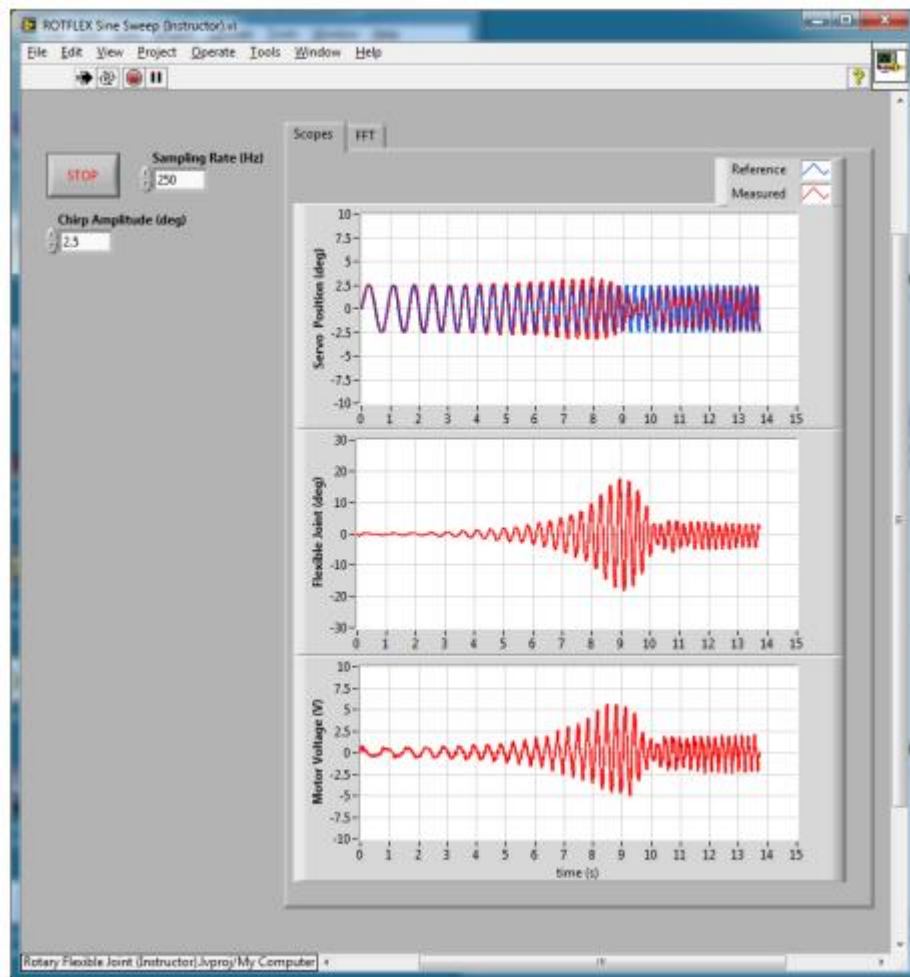 ROTFLEX Sine Sweep (Instructor).vi
File Edit View Project Operate Tools Window Help
Scopes FFT
STOP
Sampling Rate (Hz)
250
Chirp Amplitude (deg)
2.5
Reference
Measured
Servo Position (deg)
10
7.5
5
2.5
0
-2.5
-5
-7.5
-10
0 1 2 3 4 5 6 7 8 9 10 11 12 13 14 15
Flexible Joint (deg)
30
20
10
0
-10
-20
-30
0 1 2 3 4 5 6 7 8 9 10 11 12 13 14 15
Motor Voltage (V)
10
7.5
5
2.5
0
-2.5
-5
-7.5
-10
0 1 2 3 4 5 6 7 8 9 10 11 12 13 14 15
time (s)
Rotary Flexible Joint (Instructor).lvproj/My Computer